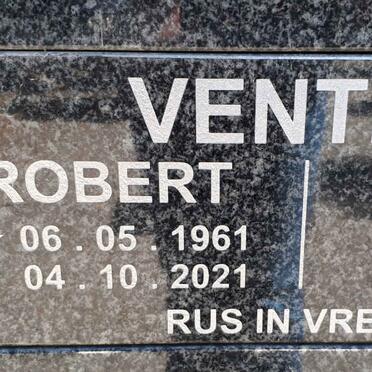 VENT
ROBERT
06 . 05 . 1961
04 . 10 . 2021
RUS IN VRE